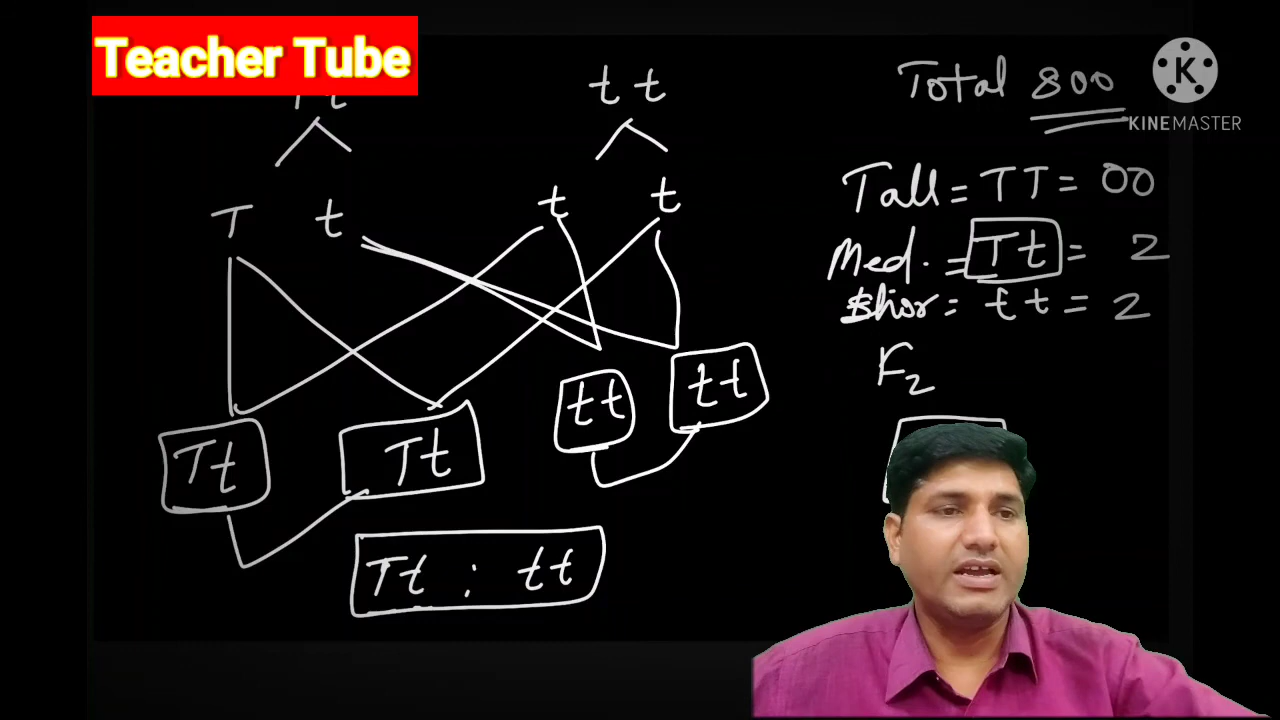 Teacher Tube
Total 800
KINEMASTER
K
t t
T t t t
Tall = TT = 00
Med. = Tt = 2
Shor = tt = 2
F2
tt tt
Tt Tt
Tt : tt